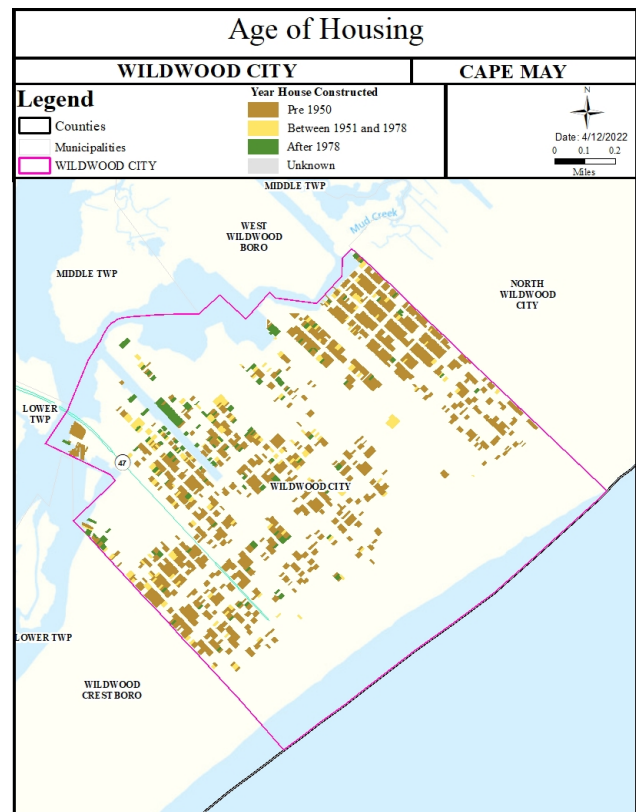 Age of Housing
WILDWOOD CITY
CAPE MAY
Legend
Counties
Municipalities
WILDWOOD CITY
Year House Constructed
Pre 1950
Between 1951 and 1978
After 1978
Unknown
N
Date: 4/12/2022
0 0.1 0.2
Miles
MIDDLE TWP
Mud Creek
WEST
WILDWOOD
BORO
MIDDLE TWP
NORTH
WILDWOOD
CITY
LOWER
TWP
47
WILDWOOD CITY
LOWER TWP
WILDWOOD
CREST BORO